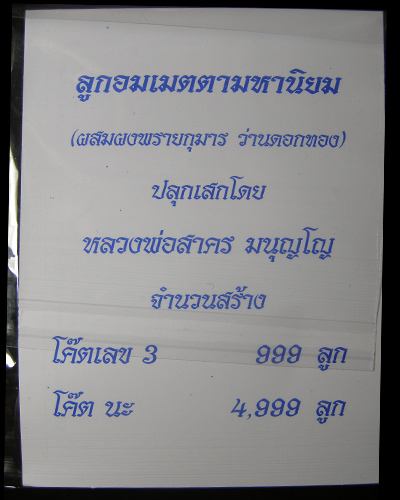 ลูกอมเมตตามหานิยม
(ผสมผงพรายกุมาร ว่านดอกทอง)
ปลุกเสกโดย
หลวงพ่อสาคร มนุญโญ
จำนวนสร้าง
โค๊ตเลข 3 999 ลูก
โค๊ต นะ 4,999 ลูก